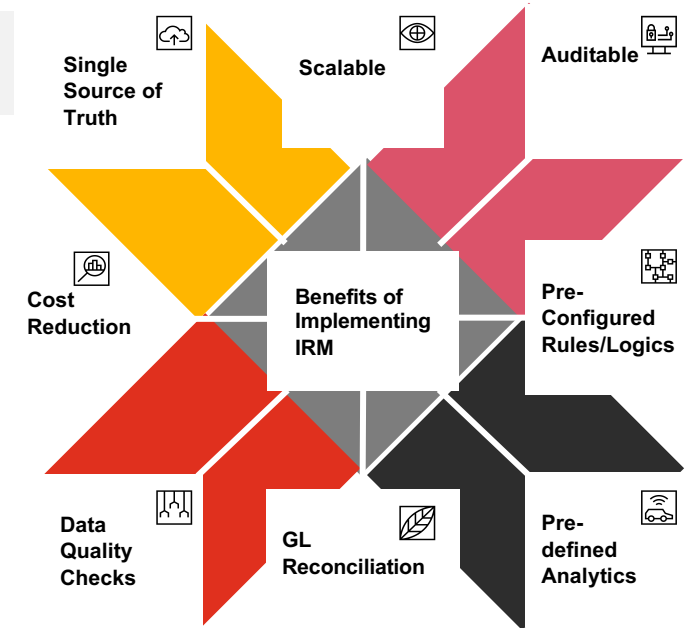 Single
Source of
Truth
Scalable
Auditable
Cost
Reduction
Benefits of
Implementing
IRM
Pre-
Configured
Rules/Logics
Data
Quality
Checks
GL
Reconciliation
Pre-
defined
Analytics